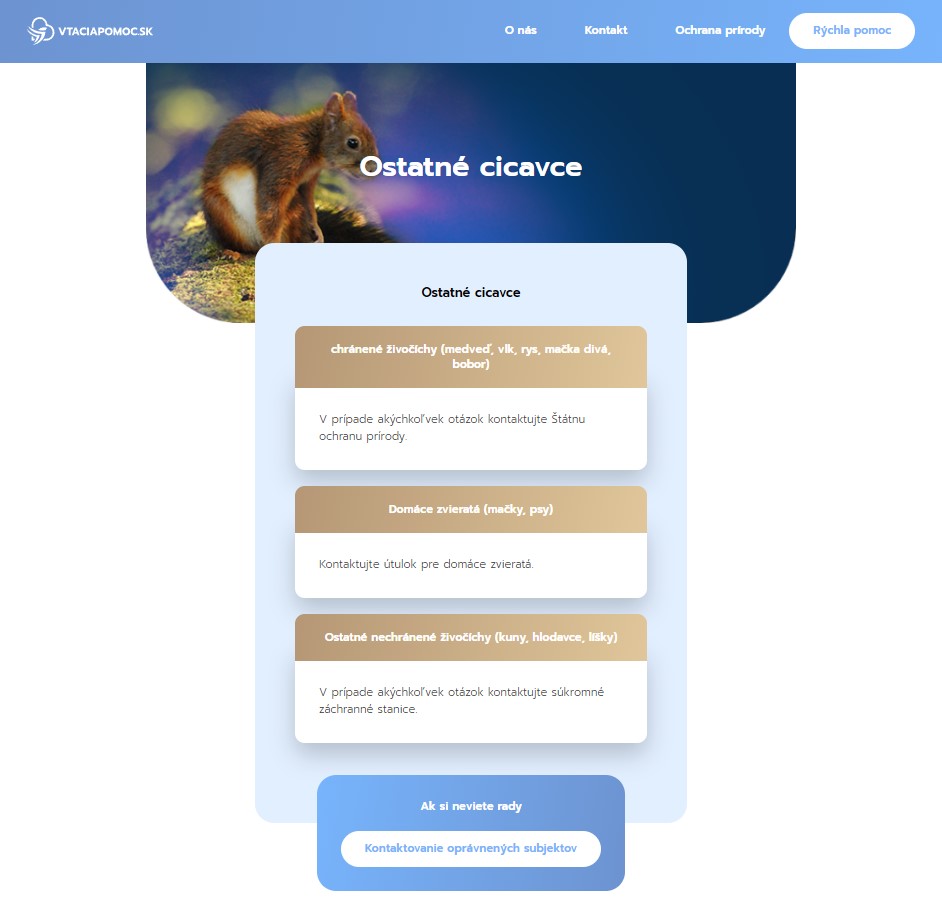 VTACIAPOMOC.SK
O nás
Kontakt
Ochrana prírody
Rýchla pomoc
Ostatné cicavce
Ostatné cicavce
chránené živočíchy (medveď, vlk, rys, mačka divá,
bobor)
V prípade akýchkoľvek otázok kontaktujte Štátnu
ochranu prírody.
Domáce zvieratá (mačky, psy)
Kontaktujte útulok pre domáce zvieratá.
Ostatné nechránené živočíchy (kuny, hlodavce, líšky)
V prípade akýchkoľvek otázok kontaktujte súkromné
záchranné stanice.
Ak si neviete rady
Kontaktovanie oprávnených subjektov